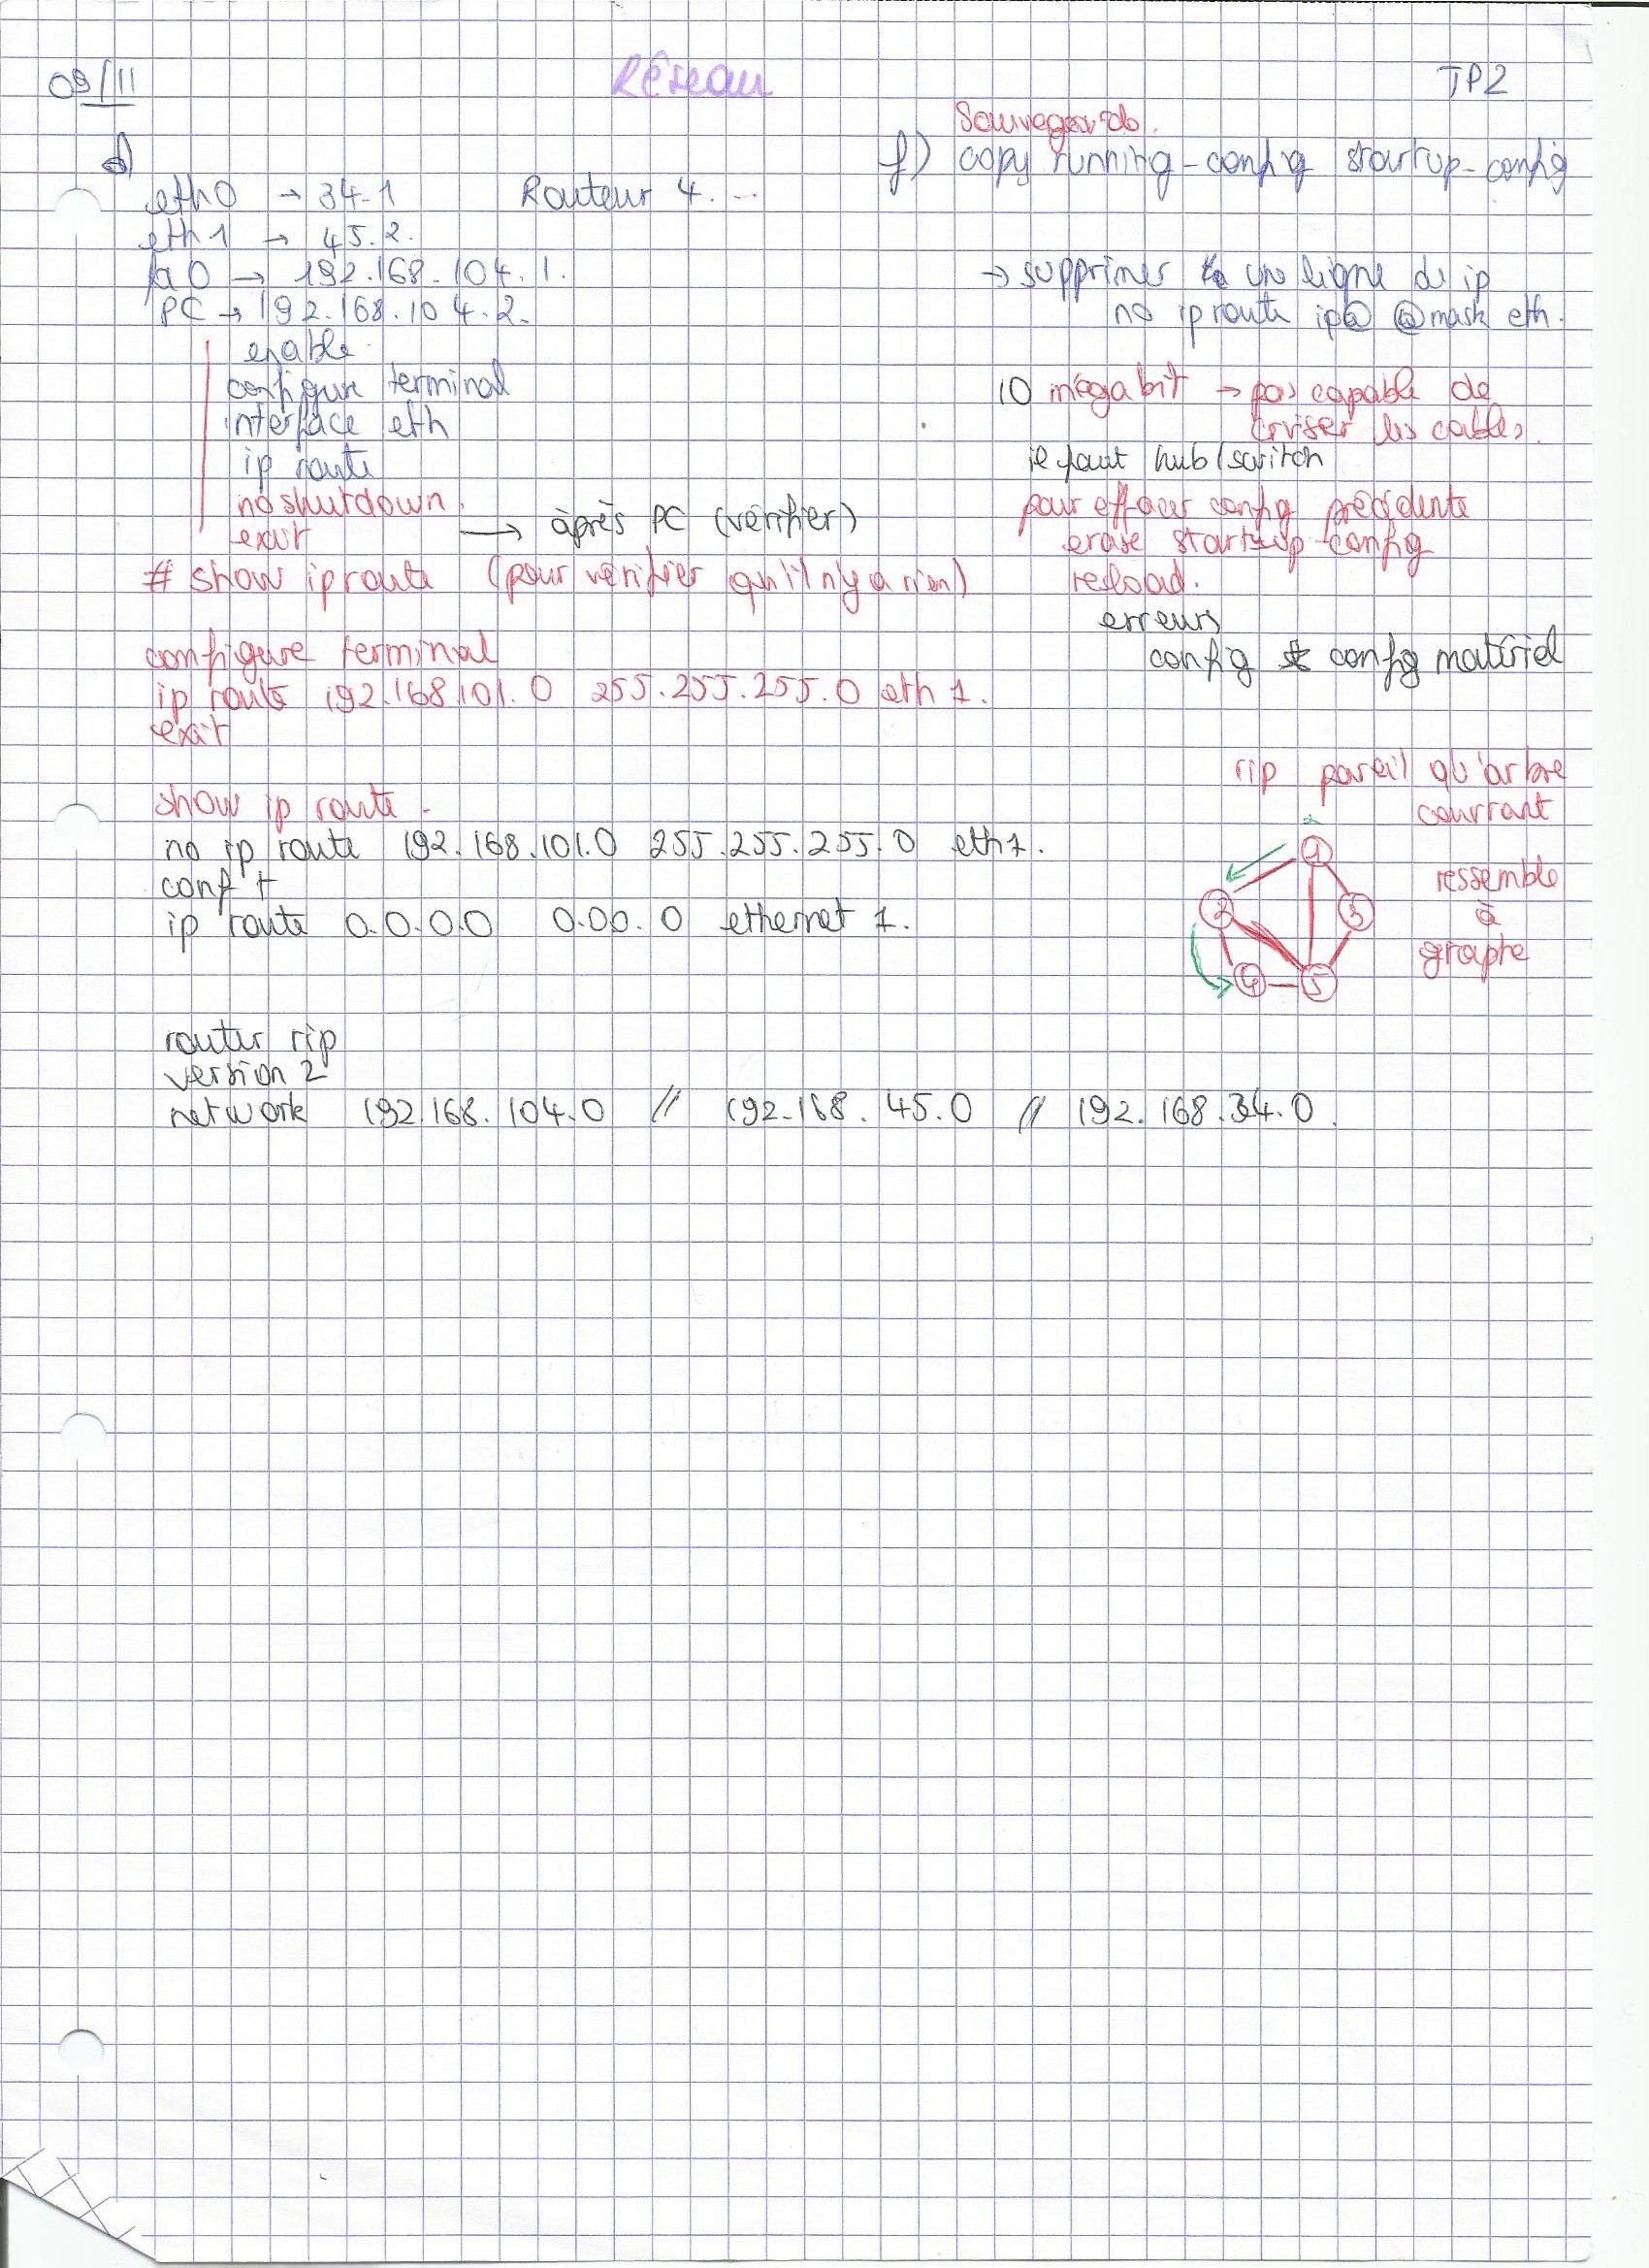 09/11
Réseau
TP2
d)
eth0 → 34.1
Routeur 4. ...
eth1 → 45.2.
fa0 → 192.168.104.1.
PC → 192.168.104.2.
enable
configure terminal
interface eth
ip route
no shutdown.
exit
→ après PC (vérifier)
# show ip route (pour vérifier qu'il n'y a rien)
configure terminal
ip route 192.168.101.0 255.255.255.0 eth 1.
exit
show ip route.
no ip route 192.168.101.0 255.255.255.0 eth1.
conf t
ip route 0.0.0.0 0.00.0 ethernet 1.
router rip
version 2
network 192.168.104.0 // 192.168.45.0 // 192.168.34.0.
Sauvegarde.
f) copy running-config startup-config
→ supprimer une ligne de ip
no ip route ip@ @mask eth.
10 mégabit → pas capable de
criser les cables.
il faut hub/switch
pour effacer config précédente
erase startup-config
reload.
erreurs
config config matériel
rip pareil qu'arbre
courrant
ressemble
à
graphe
1
2
3
4
5